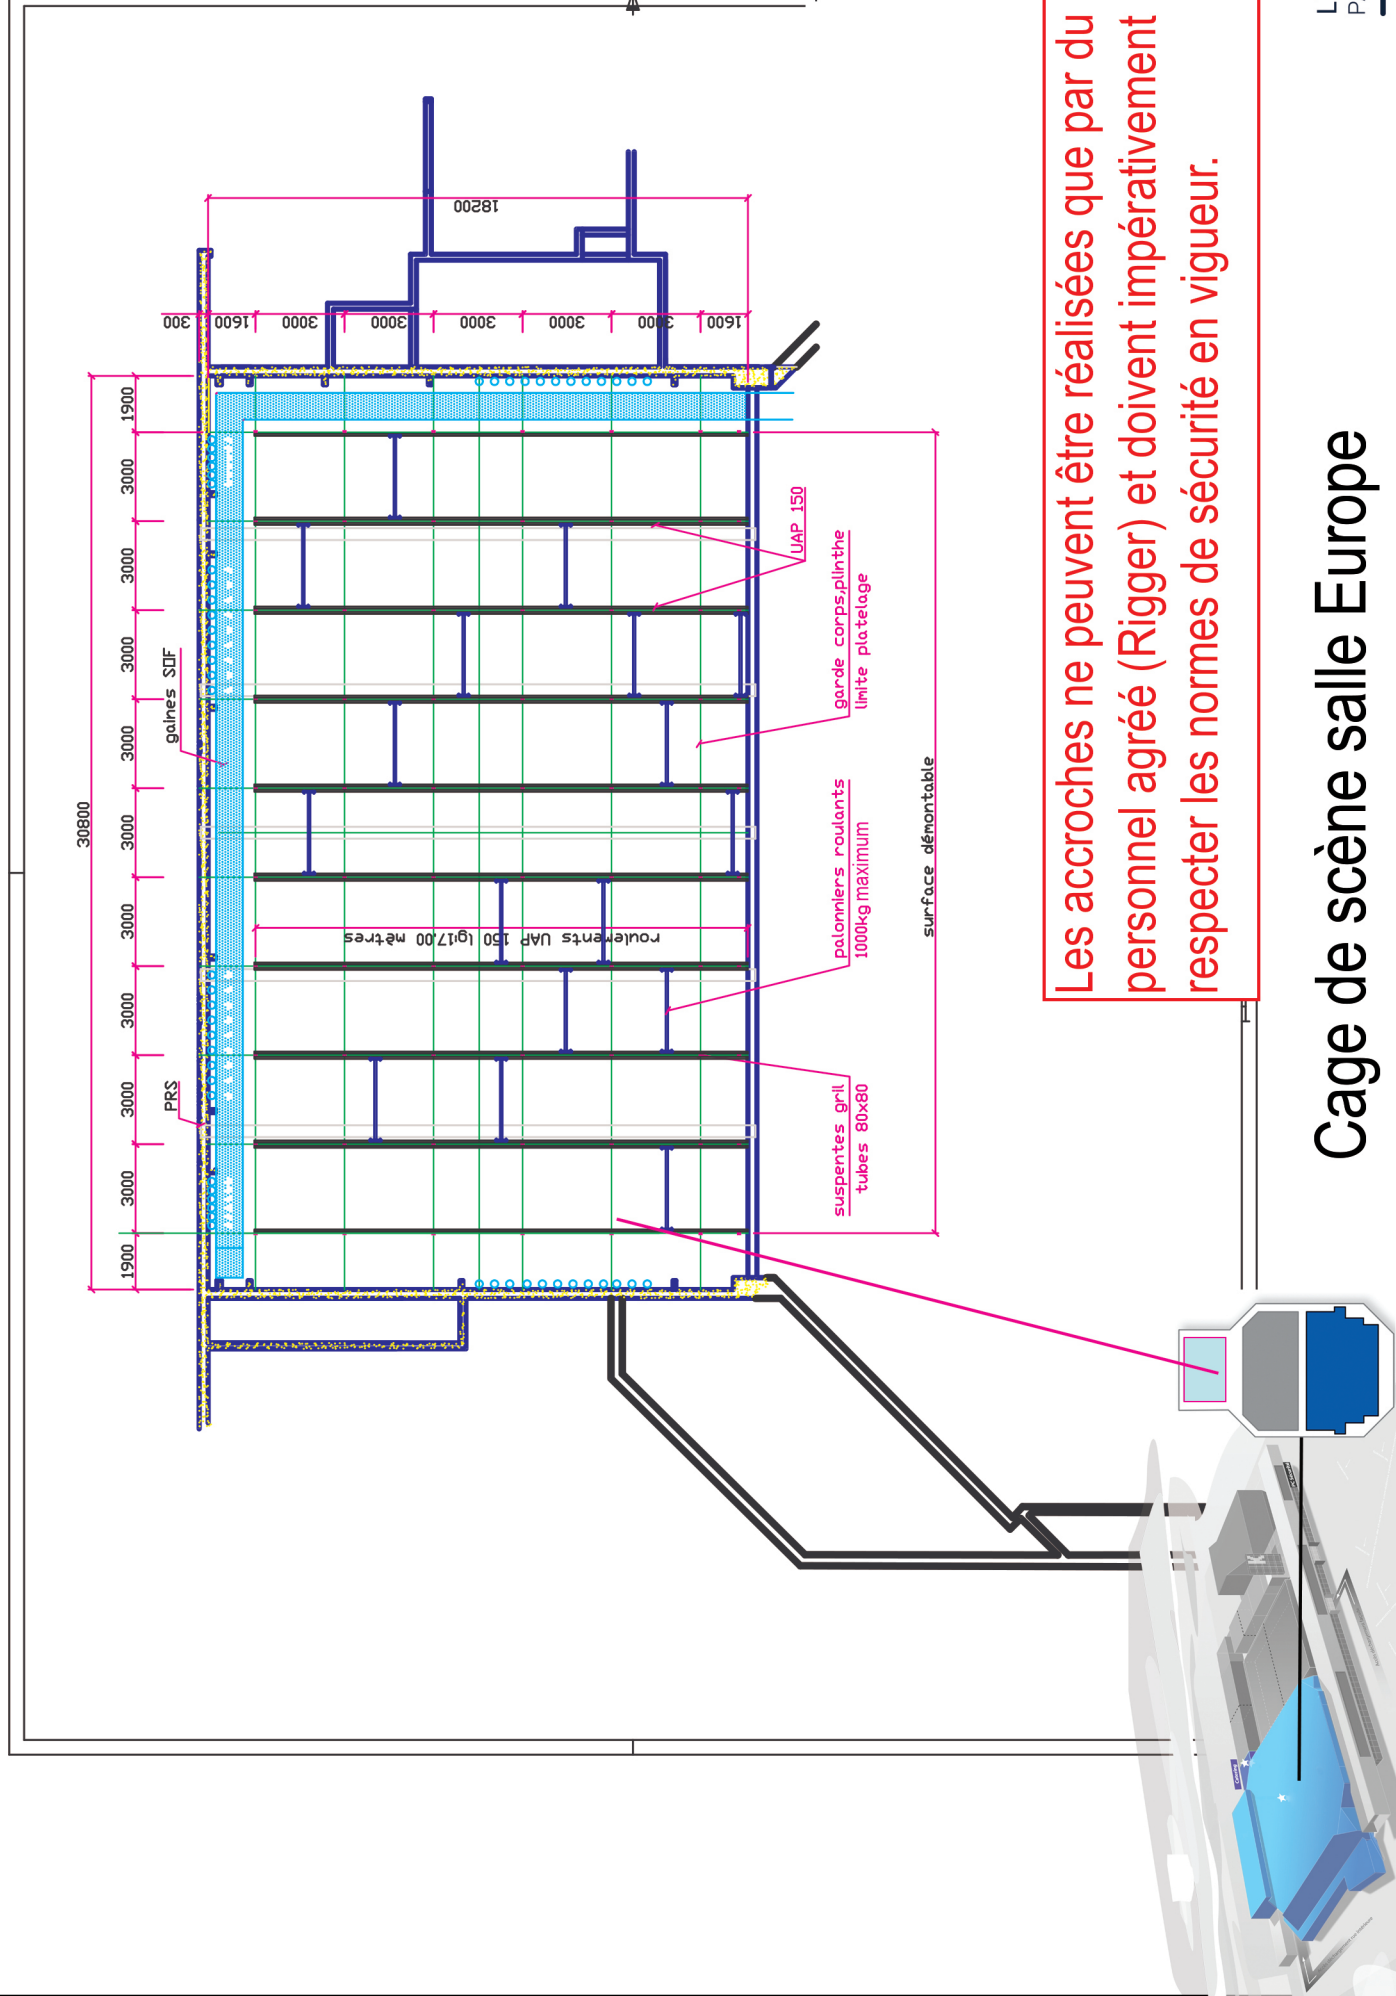 30800
1900
3000
3000
3000
3000
3000
3000
3000
3000
3000
1900
PRS
gaines SOF
300
1600
3000
3000
3000
3000
3000
1600
18200
roulements UAP 150 lg:17.00 mètres
UAP 150
suspentes gril
tubes 80x80
palonniers roulants
1000kg maximum
garde corps,plinthe
limite platelage
surface démontable
1
Les accroches ne peuvent être réalisées que par du
personnel agréé (Rigger) et doivent impérativement
respecter les normes de sécurité en vigueur.
Cage de scène salle Europe
L
P
K